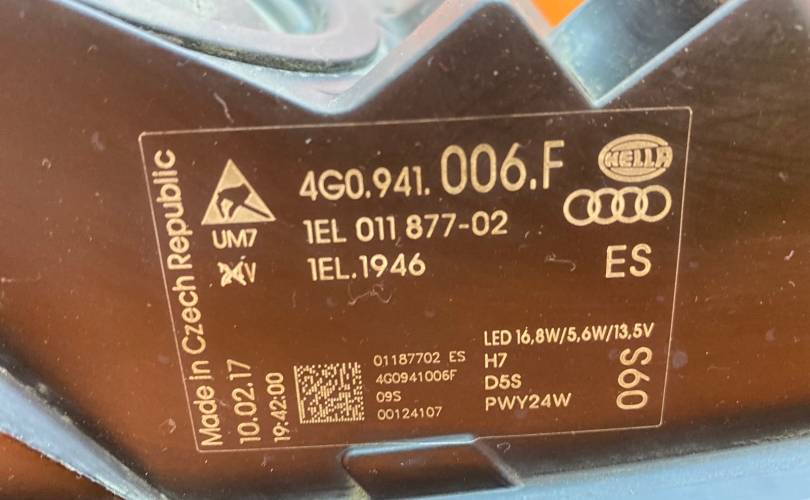 Made in Czech Republic
10.02.17
19:42:00
UM7
24V
4G0.941.006.F
1EL 011 877-02
1EL.1946
HELLA
ES
01187702 ES
4G0941006F
09S
00124107
LED 16,8W/5,6W/13,5V
H7
D5S
PWY24W
09S